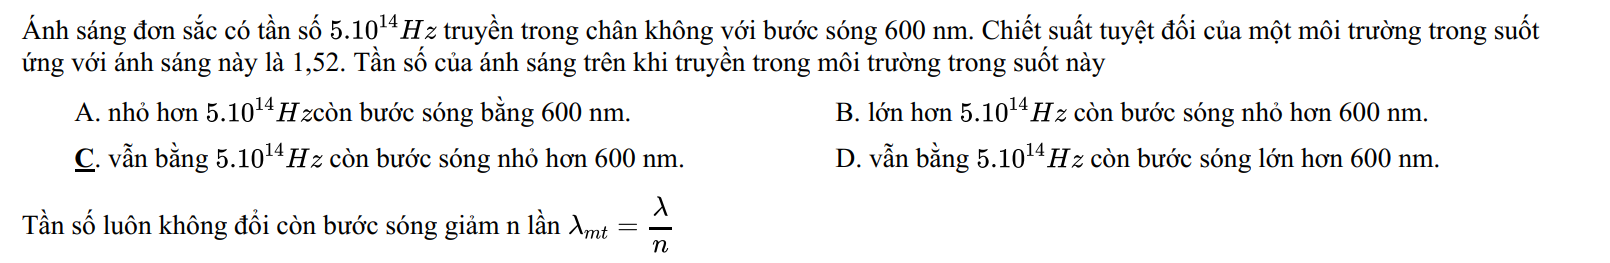 Ánh sáng đơn sắc có tần số $5.10^{14} Hz$ truyền trong chân không với bước sóng 600 nm. Chiết suất tuyệt đối của một môi trường trong suốt
ứng với ánh sáng này là 1,52. Tần số của ánh sáng trên khi truyền trong môi trường trong suốt này
A. nhỏ hơn $5.10^{14} Hz$còn bước sóng bằng 600 nm.
B. lớn hơn $5.10^{14} Hz$ còn bước sóng nhỏ hơn 600 nm.
C. vẫn bằng $5.10^{14} Hz$ còn bước sóng nhỏ hơn 600 nm.
D. vẫn bằng $5.10^{14} Hz$ còn bước sóng lớn hơn 600 nm.
Tần số luôn không đổi còn bước sóng giảm n lần $\lambda_{mt} = \frac{\lambda}{n}$